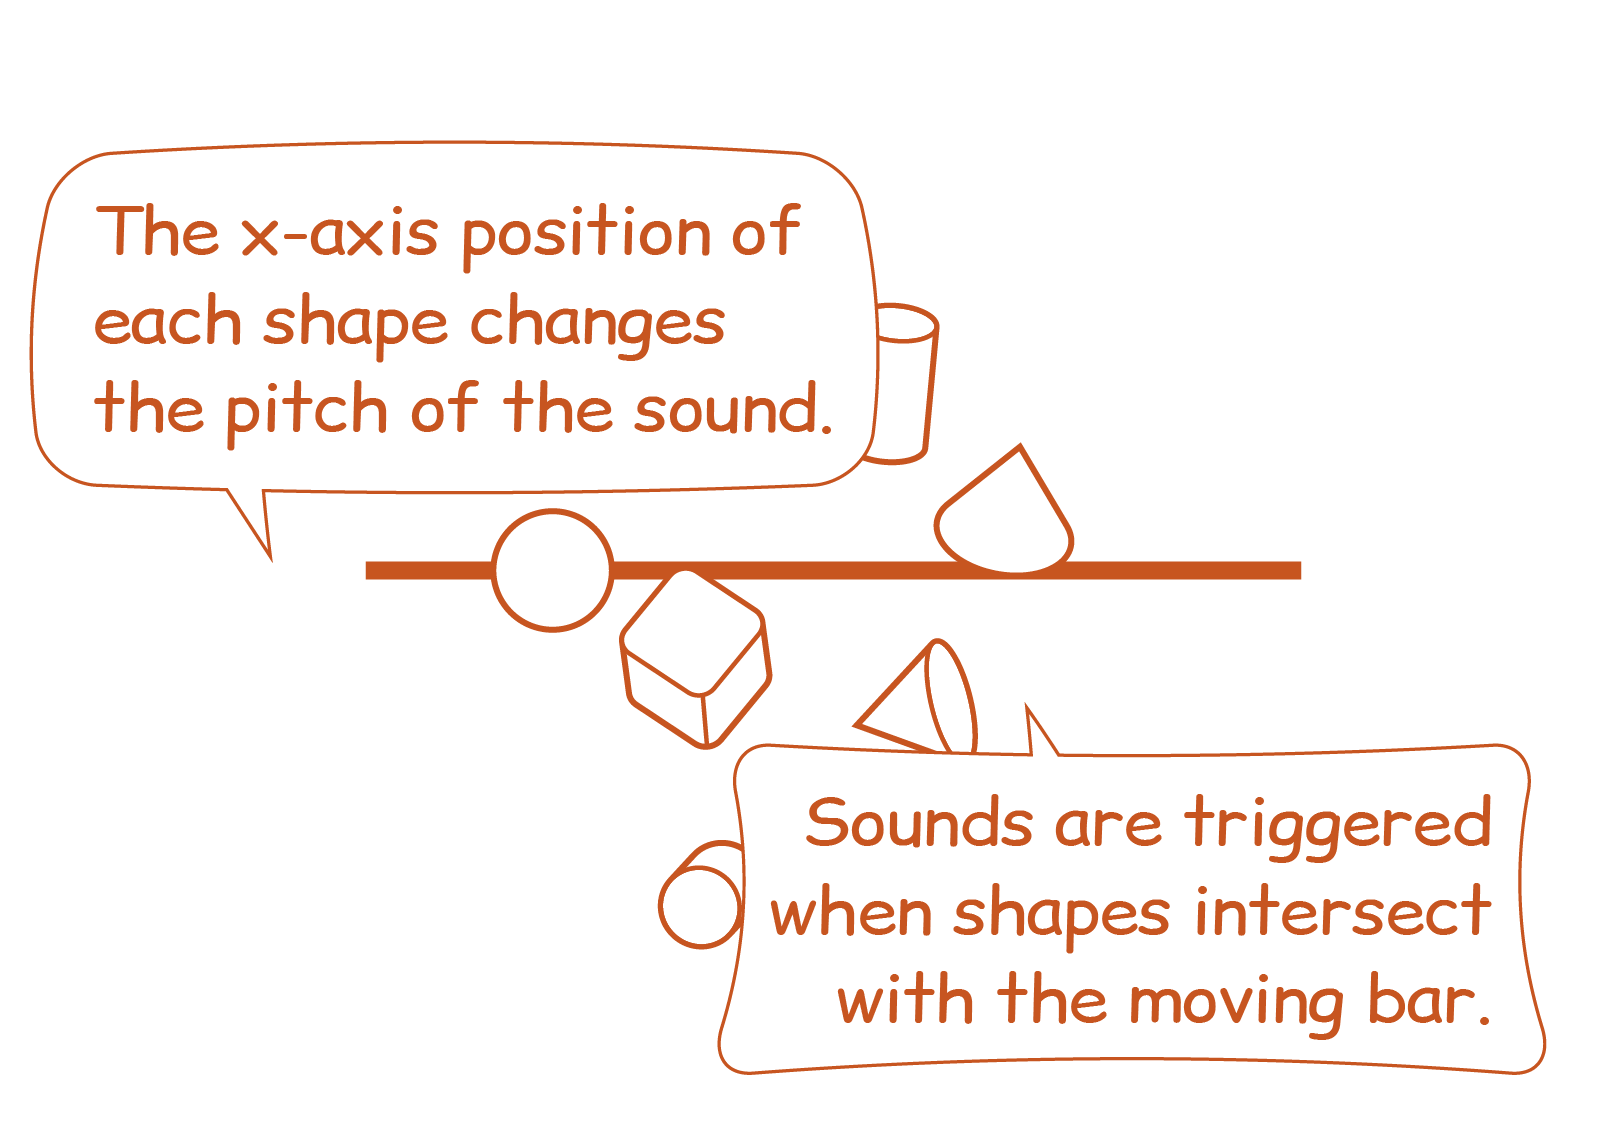 The x-axis position of
each shape changes
the pitch of the sound.
Sounds are triggered
when shapes intersect
with the moving bar.